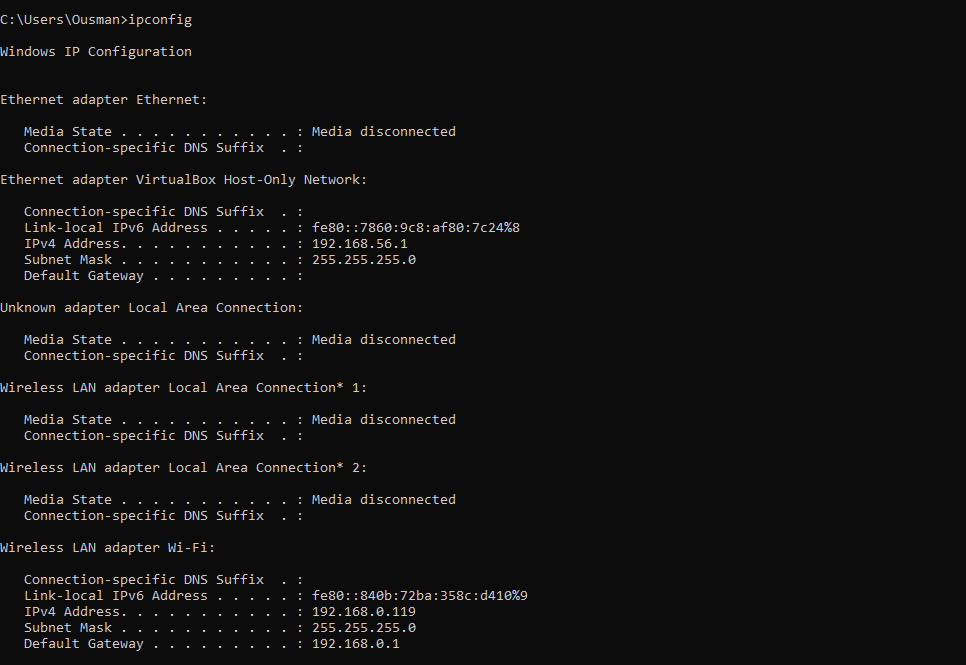 C:\Users\Ousman>ipconfig
Windows IP Configuration
Ethernet adapter Ethernet:
Media State . . . . . . . . . . . : Media disconnected
Connection-specific DNS Suffix  . :
Ethernet adapter VirtualBox Host-Only Network:
Connection-specific DNS Suffix  . :
Link-local IPv6 Address . . . . . : fe80::7860:9c8:af80:7c24%8
IPv4 Address. . . . . . . . . . . : 192.168.56.1
Subnet Mask . . . . . . . . . . . : 255.255.255.0
Default Gateway . . . . . . . . . :
Unknown adapter Local Area Connection:
Media State . . . . . . . . . . . : Media disconnected
Connection-specific DNS Suffix  . :
Wireless LAN adapter Local Area Connection* 1:
Media State . . . . . . . . . . . : Media disconnected
Connection-specific DNS Suffix  . :
Wireless LAN adapter Local Area Connection* 2:
Media State . . . . . . . . . . . : Media disconnected
Connection-specific DNS Suffix  . :
Wireless LAN adapter Wi-Fi:
Connection-specific DNS Suffix  . :
Link-local IPv6 Address . . . . . : fe80::840b:72ba:358c:d410%9
IPv4 Address. . . . . . . . . . . : 192.168.0.119
Subnet Mask . . . . . . . . . . . : 255.255.255.0
Default Gateway . . . . . . . . . : 192.168.0.1